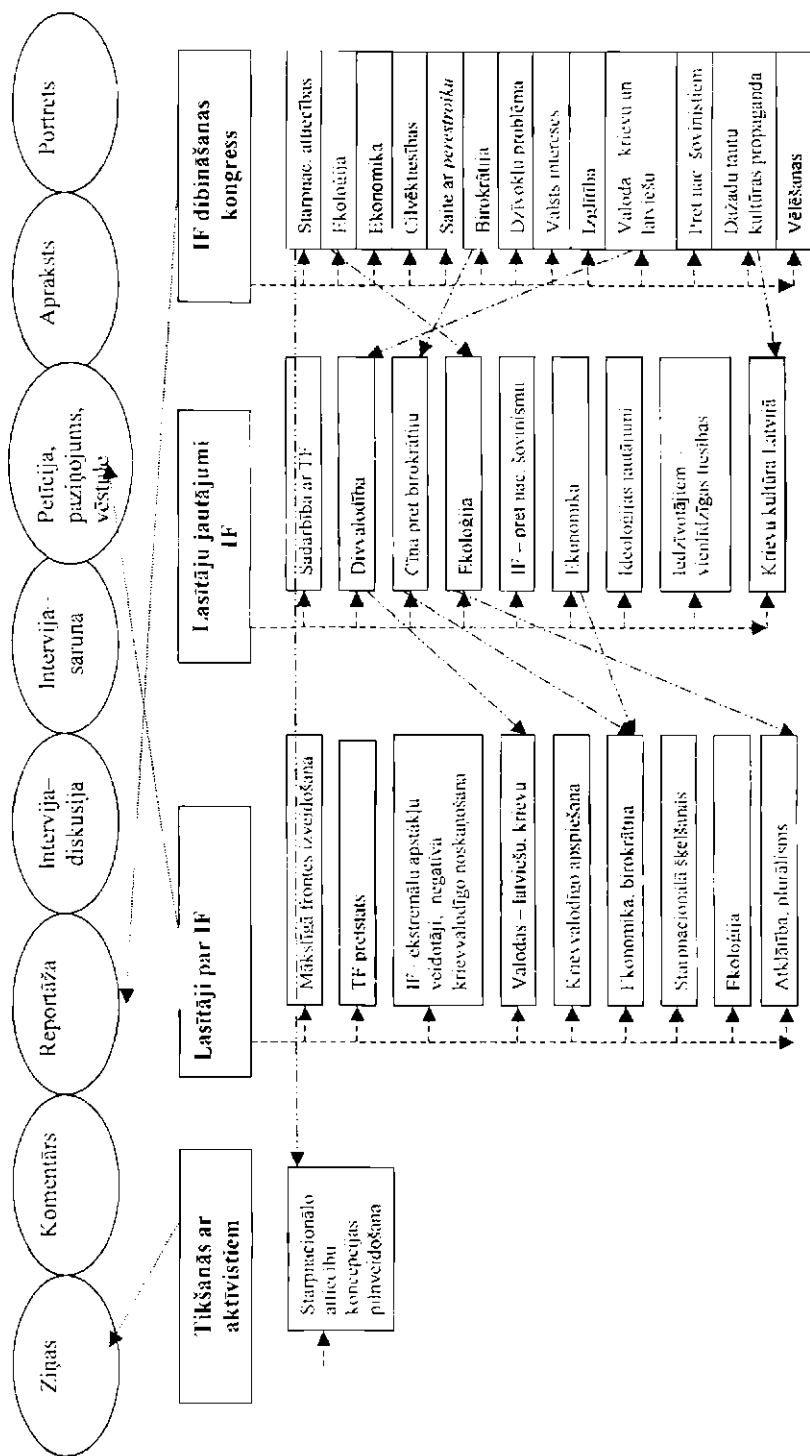 Ziņas
Komentārs
Reportāža
Intervija–
diskusija
Intervija-
saruna
Petīcija,
paziņojums,
vēstule
Apraksts
Portrets
Tikšanās ar
aktīvistiem
Lasītāji par IF
Lasītāju jautājumi
IF
IF dibināšanas
kongress
Starpnacionālo
attiecību
koncepcijas
pilnveidošana
Mākslīga frontes izveidošana
TF pretstats
IF - ekstremālu apstākļu
veidotāji, negatīva
krievvalodīgo noskaņošana
Valodas – latviešu, krievu
Krievvalodīgo apspiešana
Ekonomika, birokrātija
Starpnacionālā šķelšanās
Ekoloģija
Atklātība, plurālisms
Sadarbība ar TF
Divvalodība
Cīņa pret birokrātiju
Ekoloģija
IF – pret nac. šovinismu
Ekonomika
Ideoloģijas jautājumi
Iedzīvotājiem -
vienlīdzīgas tiesības
Krievu kultūra Latvijā
Starpnac. attiecības
Ekoloģija
Ekonomika
Cilvēktiesības
Saite ar perestroiku
Birokrātija
Dzīvokļu problēma
Valsts intereses
Izglītība
Valoda krievu un
latviešu
Pret nac. šovinistiem
Dažādu tautu
kultūras propaganda
Vēlēšanas